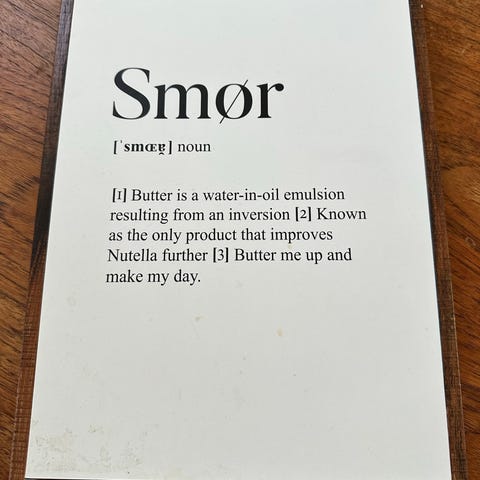 Smør
[ˈsmœɐ̯] noun
[1] Butter is a water-in-oil emulsion
resulting from an inversion [2] Known
as the only product that improves
Nutella further [3] Butter me up and
make my day.